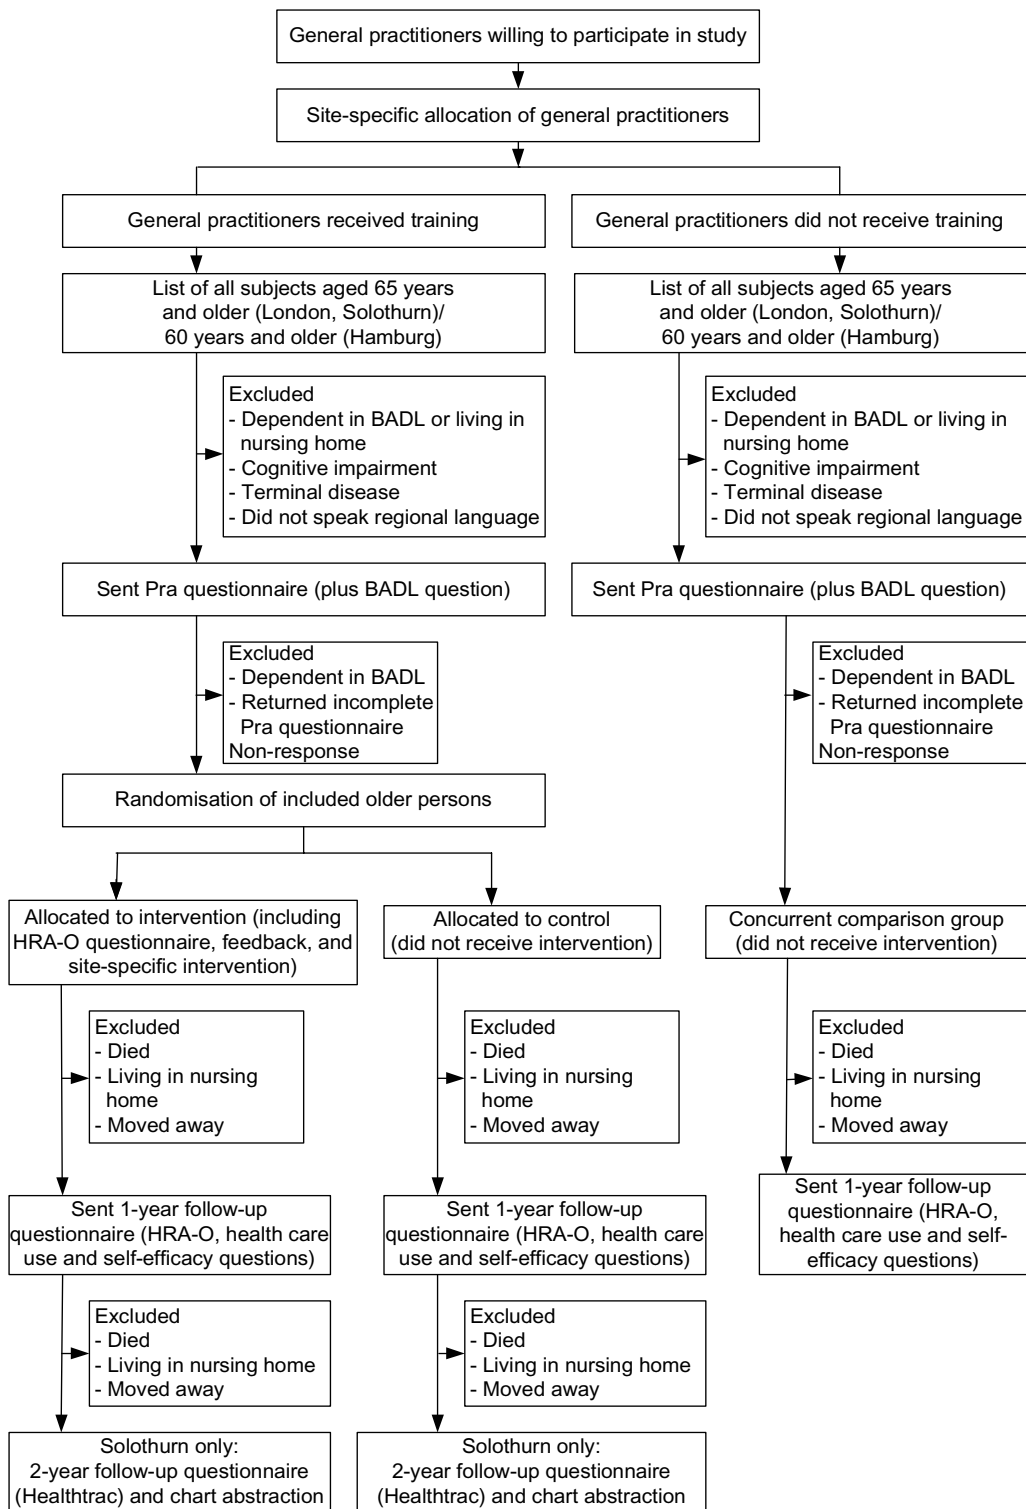 General practitioners willing to participate in study
Site-specific allocation of general practitioners
General practitioners received training
General practitioners did not receive training
List of all subjects aged 65 years
and older (London, Solothurn)/
60 years and older (Hamburg)
List of all subjects aged 65 years
and older (London, Solothurn)/
60 years and older (Hamburg)
Excluded
- Dependent in BADL or living in
nursing home
- Cognitive impairment
- Terminal disease
- Did not speak regional language
Excluded
- Dependent in BADL or living in
nursing home
- Cognitive impairment
- Terminal disease
- Did not speak regional language
Sent Pra questionnaire (plus BADL question)
Sent Pra questionnaire (plus BADL question)
Excluded
- Dependent in BADL
- Returned incomplete
Pra questionnaire
Non-response
Excluded
- Dependent in BADL
- Returned incomplete
Pra questionnaire
Non-response
Randomisation of included older persons
Allocated to intervention (including
HRA-O questionnaire, feedback, and
site-specific intervention)
Allocated to control
(did not receive intervention)
Concurrent comparison group
(did not receive intervention)
Excluded
- Died
- Living in nursing
home
- Moved away
Excluded
- Died
- Living in nursing
home
- Moved away
Excluded
- Died
- Living in nursing
home
- Moved away
Sent 1-year follow-up
questionnaire (HRA-O, health care
use and self-efficacy questions)
Sent 1-year follow-up
questionnaire (HRA-O, health care
use and self-efficacy questions)
Sent 1-year follow-up
questionnaire (HRA-O,
health care use and self-
efficacy questions)
Excluded
- Died
- Living in nursing home
- Moved away
Excluded
- Died
- Living in nursing home
- Moved away
Solothurn only:
2-year follow-up questionnaire
(Healthtrac) and chart abstraction
Solothurn only:
2-year follow-up questionnaire
(Healthtrac) and chart abstraction